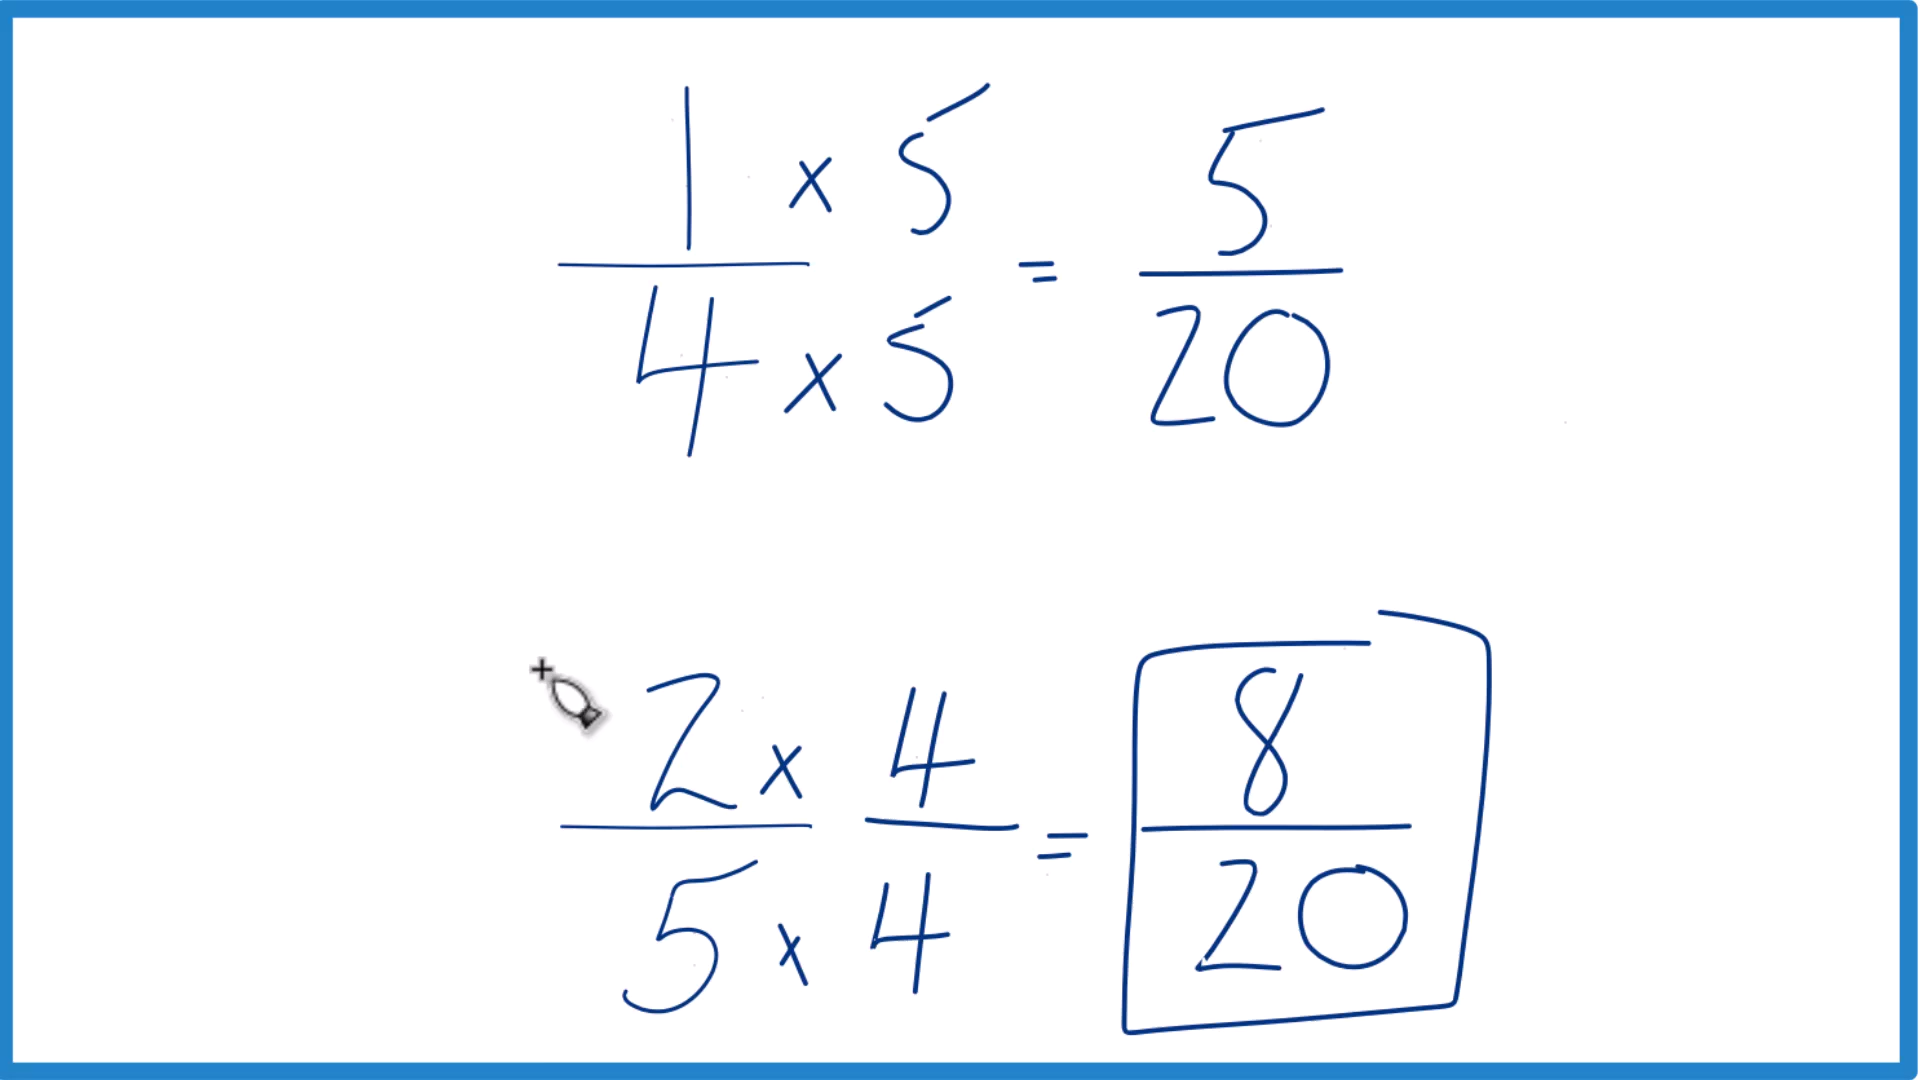 1 x 5 / 4 x 5 = 5 / 20
2 x 4 / 5 x 4 = 8 / 20